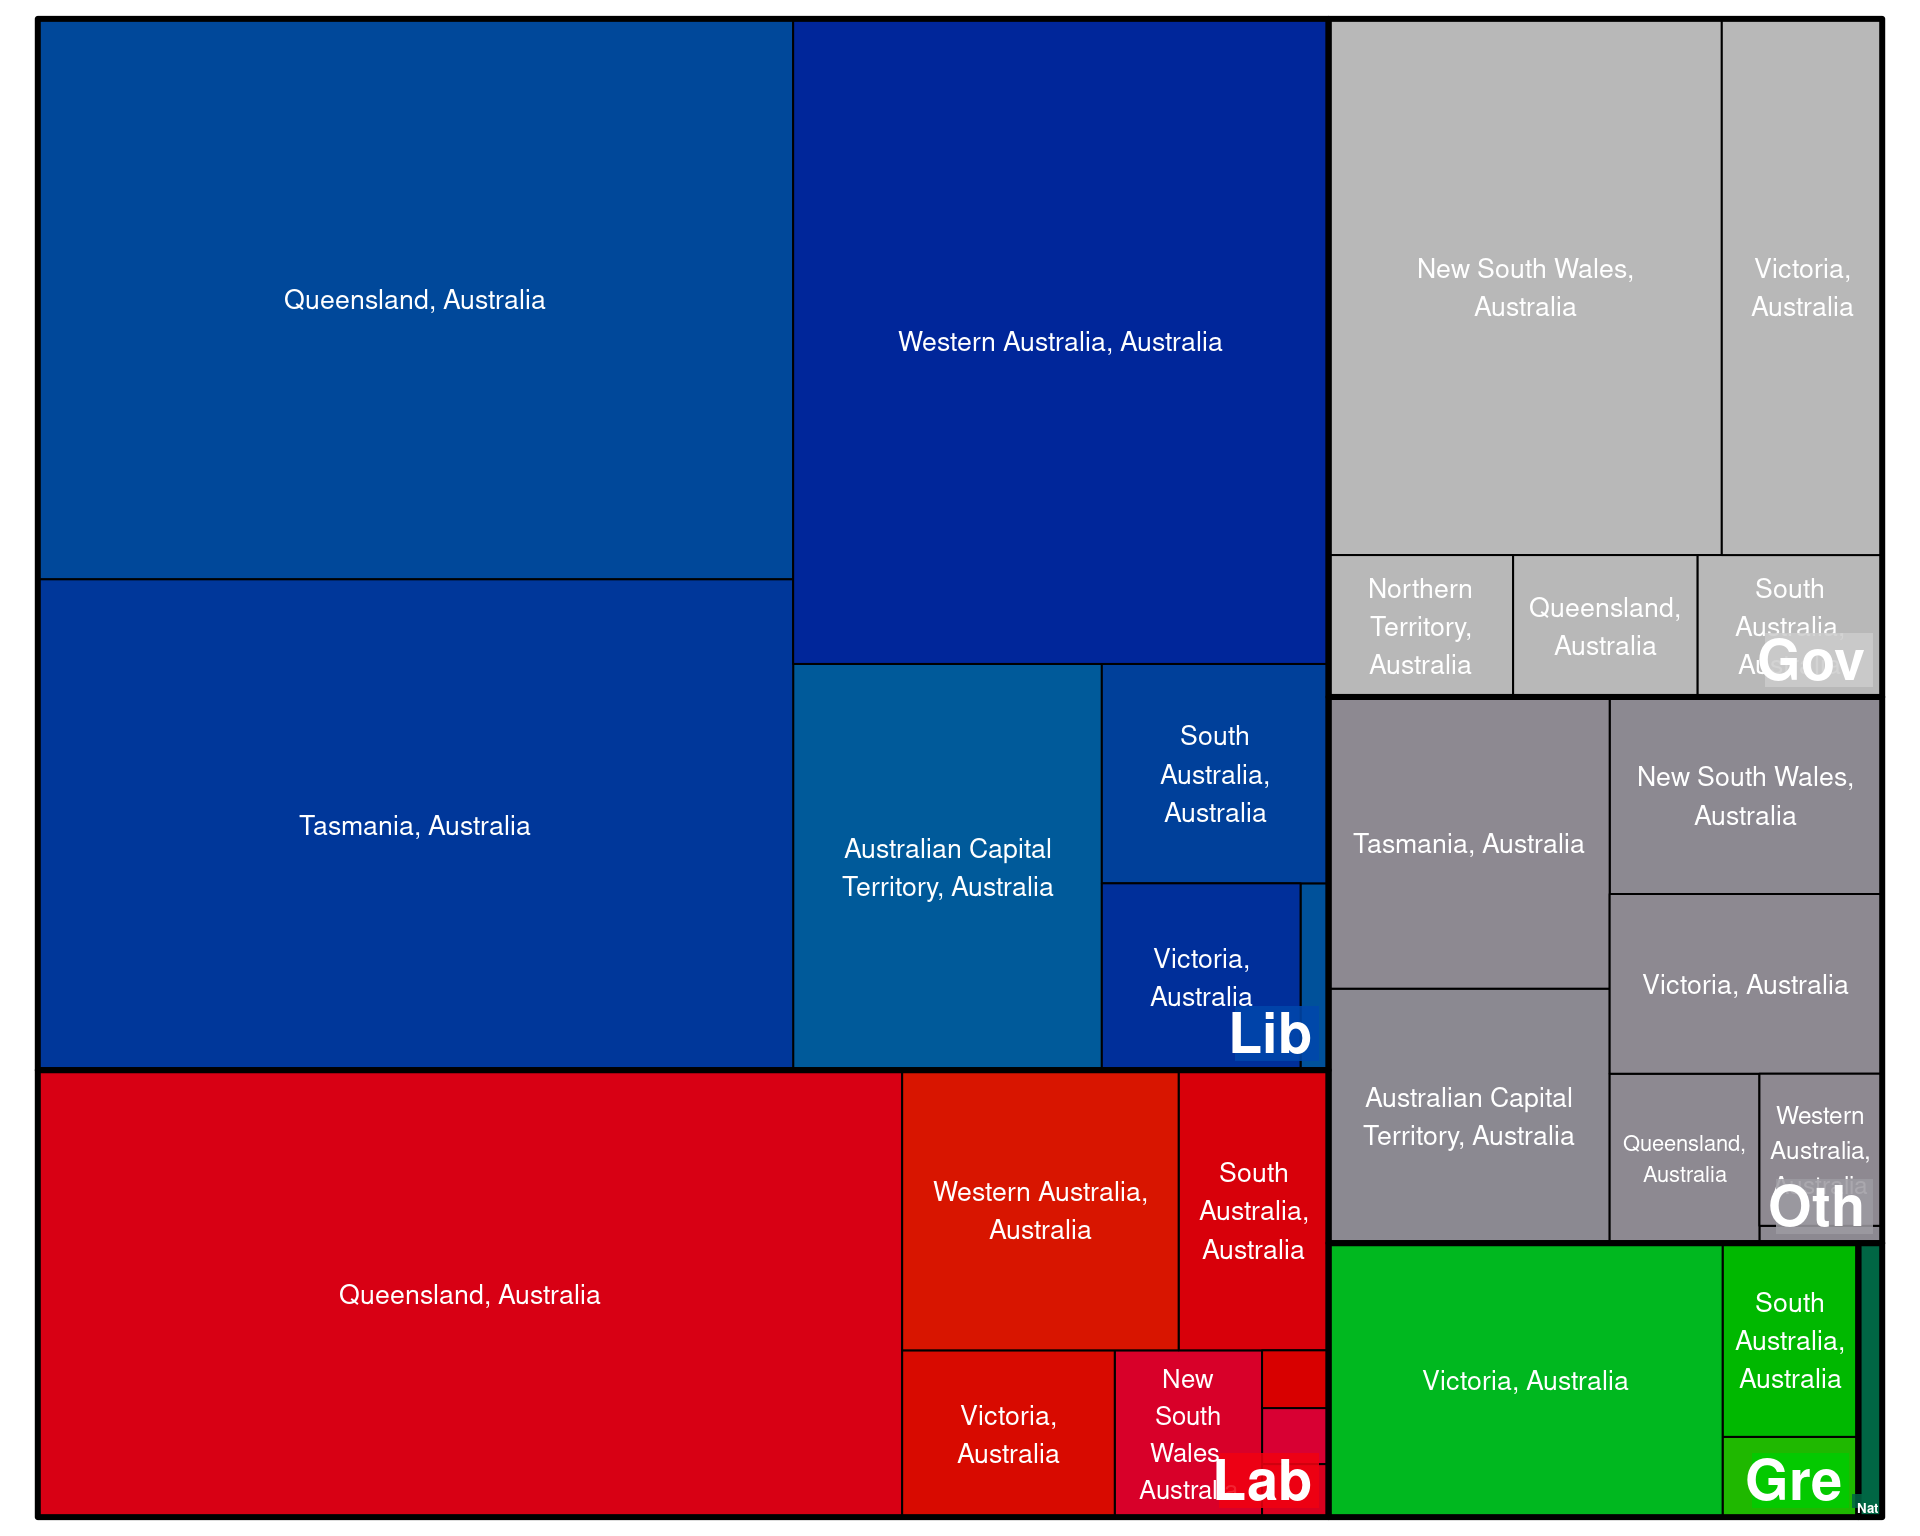 Queensland, Australia
Western Australia, Australia
Tasmania, Australia
Australian Capital
Territory, Australia
South
Australia,
Australia
Victoria,
Australia
Lib
Queensland, Australia
Western Australia,
Australia
South
Australia,
Australia
Victoria,
Australia
New
South
Wales,
Australia
Lab
New South Wales,
Australia
Victoria,
Australia
Northern
Territory,
Australia
Queensland,
Australia
South
Australia,
Australia
Gov
Tasmania, Australia
New South Wales,
Australia
Victoria, Australia
Australian Capital
Territory, Australia
Queensland,
Australia
Western
Australia,
Australia
Oth
Victoria, Australia
South
Australia,
Australia
Gre
Nat